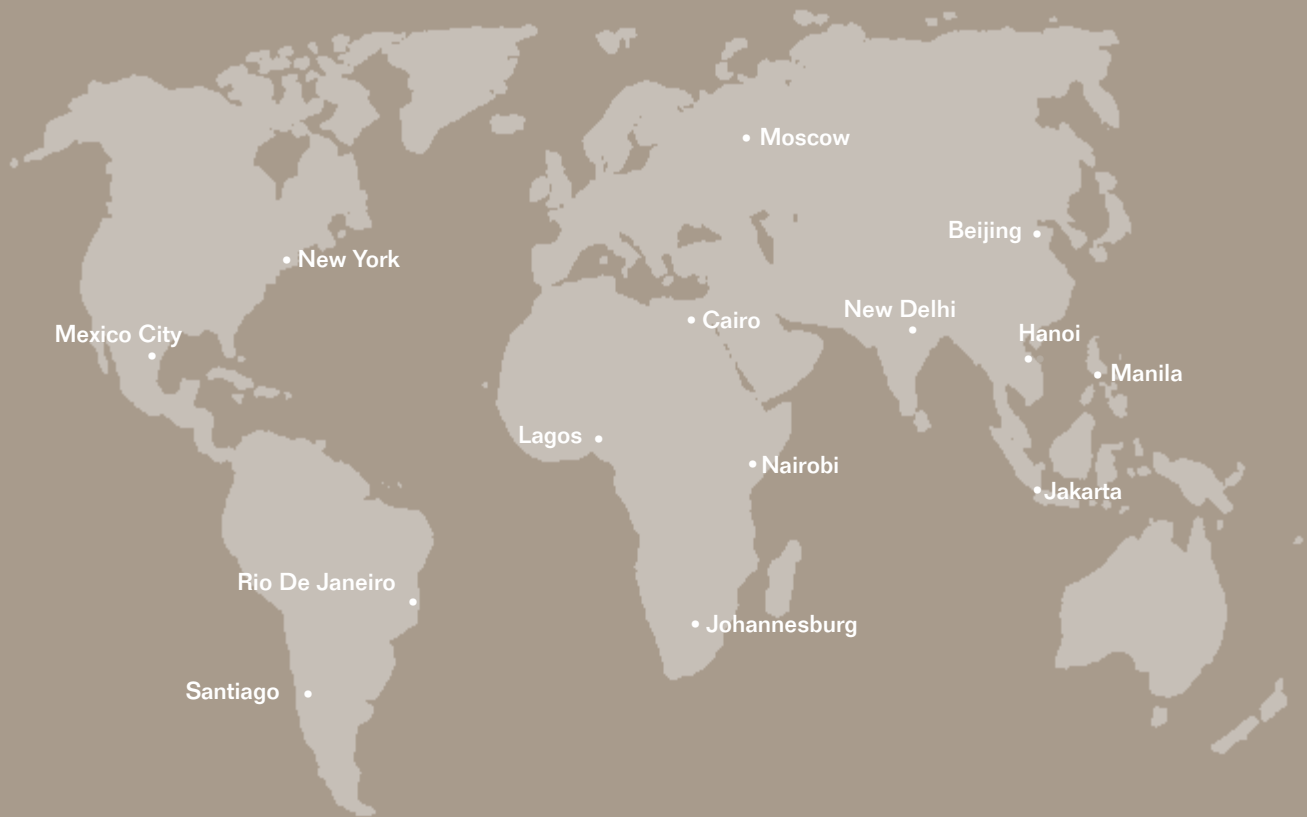 Moscow
Beijing
New York
New Delhi
Cairo
Hanoi
Mexico City
Manila
Lagos
Nairobi
Jakarta
Rio De Janeiro
Johannesburg
Santiago